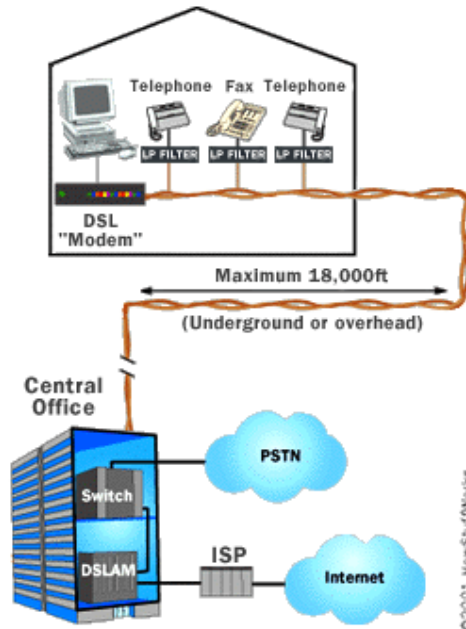 Telephone Fax Telephone
LP FILTER LP FILTER LP FILTER
DSL
"Modem"
Maximum 18,000ft
(Underground or overhead)
Central
Office
PSTN
Switch
ISP
DSLAM
Internet